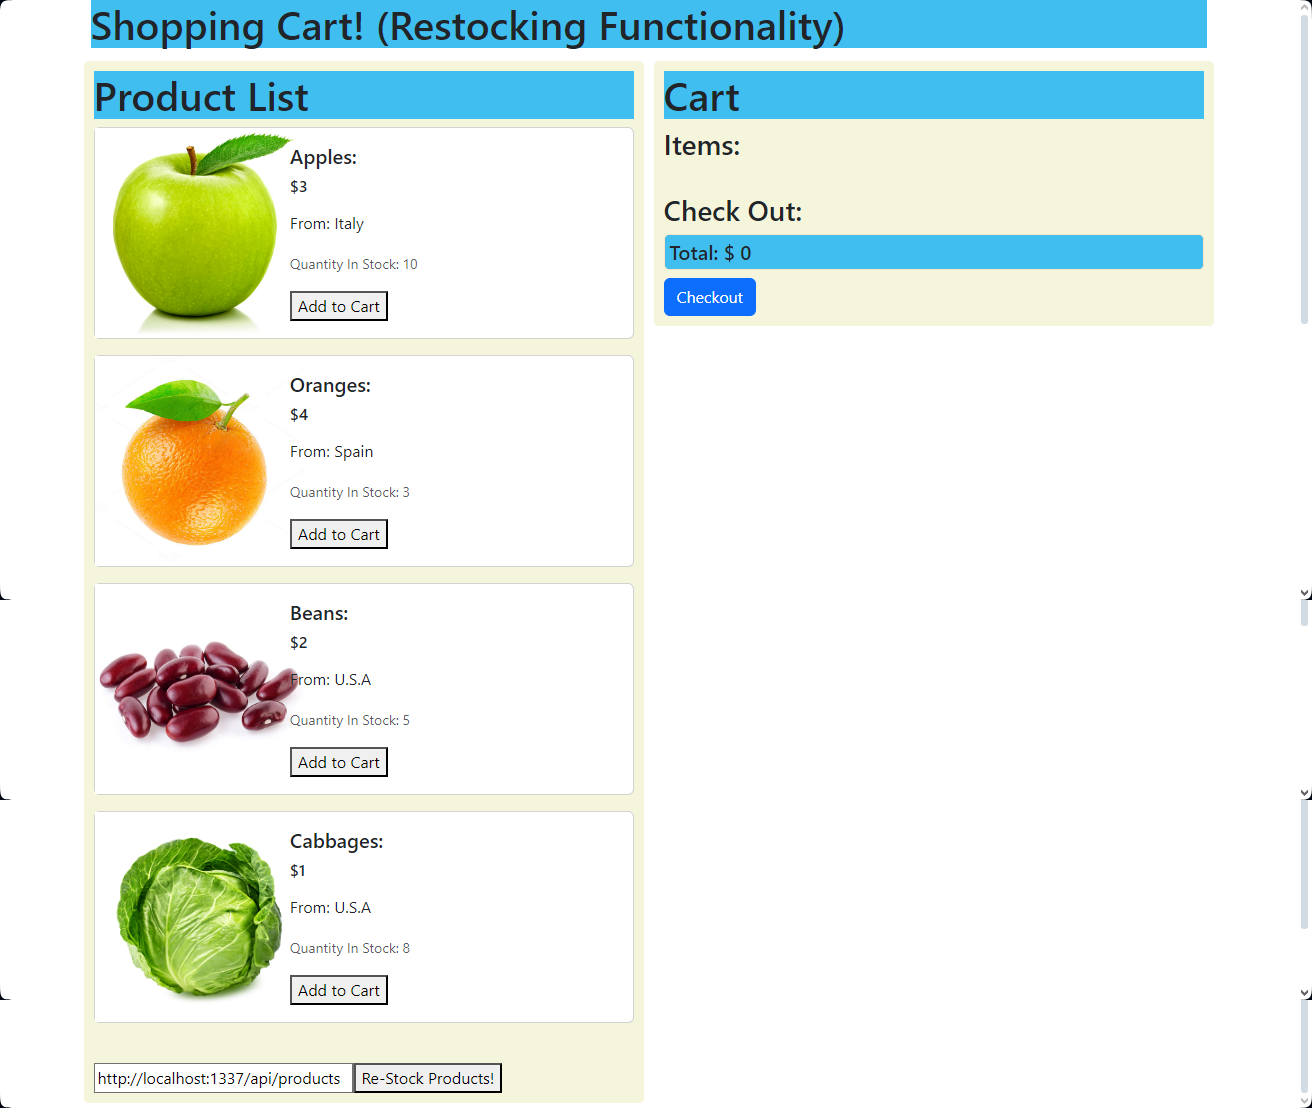 Shopping Cart! (Restocking Functionality)
Product List
Apples:
$3
From: Italy
Quantity In Stock: 10
Add to Cart
Oranges:
$4
From: Spain
Quantity In Stock: 3
Add to Cart
Beans:
$2
From: U.S.A
Quantity In Stock: 5
Add to Cart
Cabbages:
$1
From: U.S.A
Quantity In Stock: 8
Add to Cart
http://localhost:1337/api/products Re-Stock Products!
Cart
Items:
Check Out:
Total: $ 0
Checkout